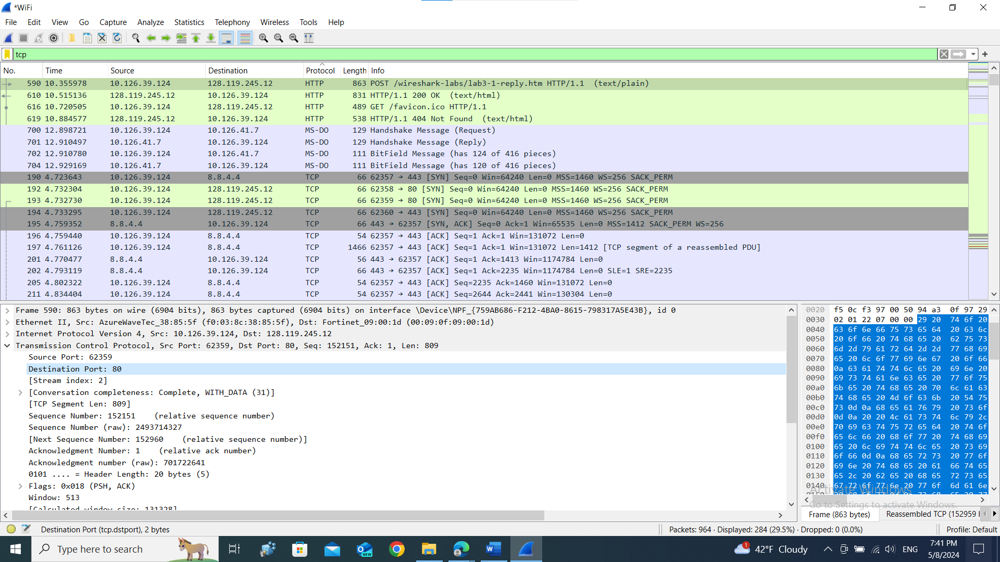 *WiFi
File Edit View Go Capture Analyze Statistics Telephony Wireless Tools Help
tcp
No. Time Source Destination Protocol Length Info
590 10.355978 10.126.39.124 128.119.245.12 HTTP 863 POST /wireshark-labs/lab3-1-reply.htm HTTP/1.1 (text/plain)
610 10.515136 128.119.245.12 10.126.39.124 HTTP 831 HTTP/1.1 200 OK (text/html)
616 10.720505 10.126.39.124 128.119.245.12 HTTP 489 GET /favicon.ico HTTP/1.1
619 10.884577 128.119.245.12 10.126.39.124 HTTP 538 HTTP/1.1 404 Not Found (text/html)
700 12.898721 10.126.39.124 10.126.41.7 MS-DO 129 Handshake Message (Request)
701 12.910497 10.126.41.7 10.126.39.124 MS-DO 129 Handshake Message (Reply)
702 12.910780 10.126.39.124 10.126.41.7 MS-DO 111 BitField Message (has 124 of 416 pieces)
704 12.929169 10.126.41.7 10.126.39.124 MS-DO 111 BitField Message (has 120 of 416 pieces)
190 4.723643 10.126.39.124 8.8.4.4 TCP 66 62357 → 443 [SYN] Seq=0 Win=64240 Len=0 MSS=1460 WS=256 SACK_PERM
192 4.732304 10.126.39.124 128.119.245.12 TCP 66 62358 → 80 [SYN] Seq=0 Win=64240 Len=0 MSS=1460 WS=256 SACK_PERM
193 4.732730 10.126.39.124 128.119.245.12 TCP 66 62359 → 80 [SYN] Seq=0 Win=64240 Len=0 MSS=1460 WS=256 SACK_PERM
194 4.733295 10.126.39.124 128.119.245.12 TCP 66 62360 → 443 [SYN] Seq=0 Win=64240 Len=0 MSS=1460 WS=256 SACK_PERM
195 4.759352 8.8.4.4 10.126.39.124 TCP 66 443 → 62357 [SYN, ACK] Seq=0 Ack=1 Win=65535 Len=0 MSS=1412 SACK_PERM WS=256
196 4.759440 10.126.39.124 8.8.4.4 TCP 54 62357 → 443 [ACK] Seq=1 Ack=1 Win=131072 Len=0
197 4.761126 10.126.39.124 8.8.4.4 TCP 1466 62357 → 443 [ACK] Seq=1 Ack=1 Win=131072 Len=1412 [TCP segment of a reassembled PDU]
201 4.770477 8.8.4.4 10.126.39.124 TCP 56 443 → 62357 [ACK] Seq=1 Ack=1413 Win=1174784 Len=0
202 4.793119 8.8.4.4 10.126.39.124 TCP 66 443 → 62357 [ACK] Seq=1 Ack=2235 Win=1174784 Len=0 SLE=1 SRE=2235
205 4.802322 10.126.39.124 8.8.4.4 TCP 54 62357 → 443 [ACK] Seq=2235 Ack=1460 Win=131072 Len=0
211 4.834404 10.126.39.124 8.8.4.4 TCP 54 62357 → 443 [ACK] Seq=2644 Ack=2441 Win=130304 Len=0
Frame 590: 863 bytes on wire (6904 bits), 863 bytes captured (6904 bits) on interface \Device\NPF_{759AB686-F212-4BA0-8615-798317A5E43B}, id 0
Ethernet II, Src: AzureWaveTec_38:85:5f (f0:03:8c:38:85:5f), Dst: Fortinet_09:00:1d (00:09:0f:09:00:1d)
Internet Protocol Version 4, Src: 10.126.39.124, Dst: 128.119.245.12
Transmission Control Protocol, Src Port: 62359, Dst Port: 80, Seq: 152151, Ack: 1, Len: 809
Source Port: 62359
Destination Port: 80
[Stream index: 2]
[Conversation completeness: Complete, WITH_DATA (31)]
[TCP Segment Len: 809]
Sequence Number: 152151 (relative sequence number)
Sequence Number (raw): 2493714327
[Next Sequence Number: 152960 (relative sequence number)]
Acknowledgment Number: 1 (relative ack number)
Acknowledgment number (raw): 701722641
0101 .... = Header Length: 20 bytes (5)
Flags: 0x018 (PSH, ACK)
Window: 513
[Calculated window size: 131328]
0020 f5 0c f3 97 00 50 94 a3 0f 97 29
0030 02 01 22 07 00 00 29 20 74 6f 20
0040 63 6f 6e 66 75 73 65 64 20 63 6c
0050 20 6f 66 20 74 68 65 20 62 75 73
0060 6d 2d 79 61 72 64 2d 2d 77 68 69
0070 65 20 6c 6f 77 69 6e 67 20 6f 66
0080 0a 63 61 74 74 6c 65 20 69 6e 20
0090 69 73 74 61 6e 63 65 20 77 6f 75
00a0 6b 65 20 74 68 65 20 70 6c 61 63
00b0 74 68 65 20 4d 6f 63 6b 20 54 75
00c0 73 0d 0a 68 65 61 76 79 20 73 6f
00d0 0d 0a 20 20 4c 61 73 74 6c 79 2c
00e0 70 69 63 74 75 72 65 64 20 74 6f
00f0 65 6c 66 20 68 6f 77 20 74 68 69
0100 65 20 6c 69 74 74 6c 65 20 73 69
0110 6f 66 0d 0a 68 65 72 73 20 77 6f
0120 69 6e 20 74 68 65 20 61 66 74 65
0130 65 2c 20 62 65 20 68 65 72 73 65
0140 67 72 6f 77 6e 20 77 6f 6d 61 6e
Activate Windows
Go to Settings to activate Windows.
Frame (863 bytes) Reassembled TCP (152959
Destination Port (tcp.dstport), 2 bytes
Packets: 964 · Displayed: 284 (29.5%) · Dropped: 0 (0.0%)
Profile: Default
Type here to search
NEW
1
42°F Cloudy
ENG
7:41 PM
5/8/2024